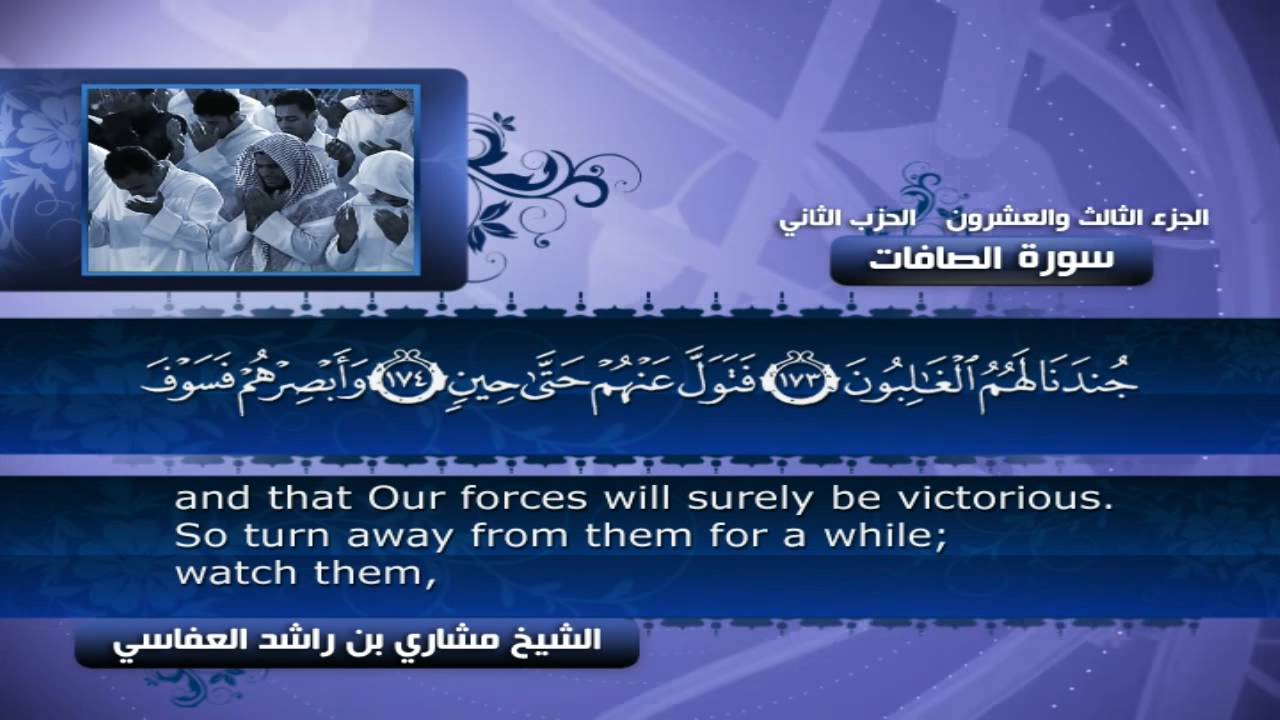 الجزء الثالث والعشرون الحزب الثاني
سورة الصافات
جُندَنَا لَهُمُ ٱلْغَٰلِبُونَ ١٧٣ فَتَوَلَّ عَنْهُمْ حَتَّىٰ حِينٍ ١٧٤ وَأَبْصِرْهُمْ فَسَوْفَ
and that Our forces will surely be victorious.
So turn away from them for a while;
watch them,
الشيخ مشاري بن راشد العفاسي